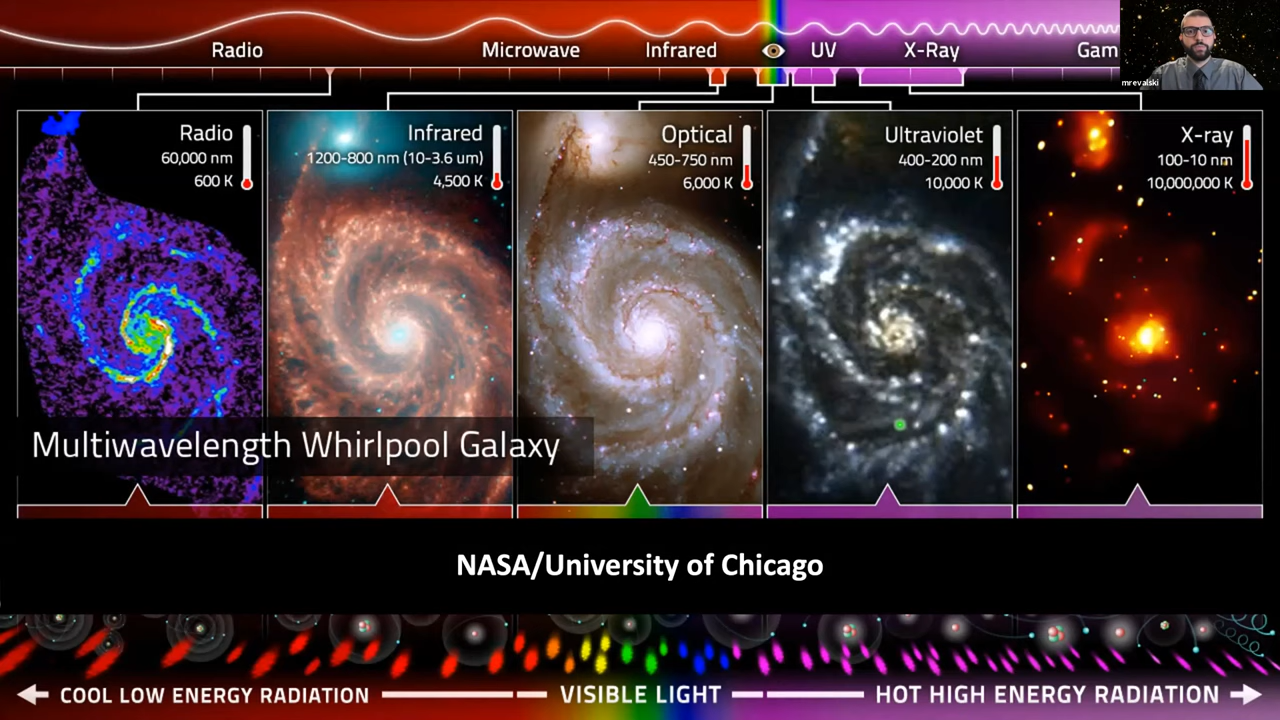 Radio
Microwave
Infrared
UV
X-Ray
Gam
mrevalski
Radio
60,000 nm
600 K
Infrared
1200-800 nm (10-3.6 um)
4,500 K
Optical
450-750 nm
6,000 K
Ultraviolet
400-200 nm
10,000 K
X-ray
100-10 nm
10,000,000 K
Multiwavelength Whirlpool Galaxy
NASA/University of Chicago
COOL LOW ENERGY RADIATION
VISIBLE LIGHT
HOT HIGH ENERGY RADIATION